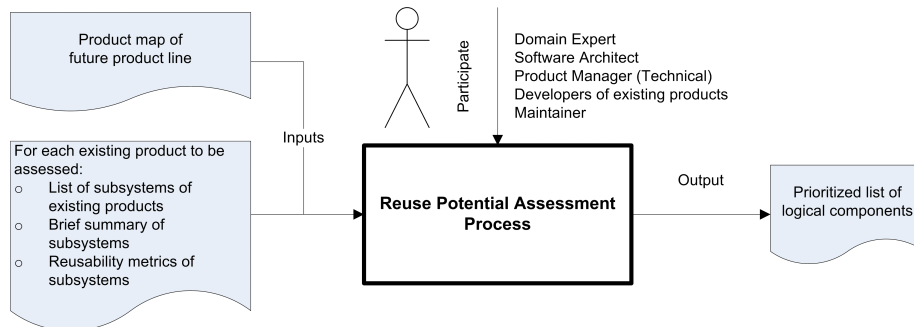 Product map of
future product line
For each existing product to be
assessed:
o List of subsystems of
existing products
o Brief summary of
subsystems
o Reusability metrics of
subsystems
Inputs
Participate
Domain Expert
Software Architect
Product Manager (Technical)
Developers of existing products
Maintainer
Reuse Potential Assessment
Process
Output
Prioritized list of
logical components